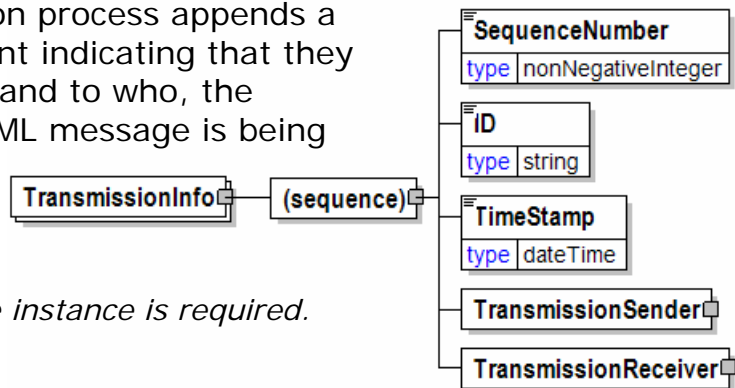 on process appends a
nt indicating that they
and to who, the
ML message is being
e instance is required.
TransmissionInfo
(sequence)
SequenceNumber
type nonNegativeInteger
ID
type string
TimeStamp
type dateTime
TransmissionSender
TransmissionReceiver